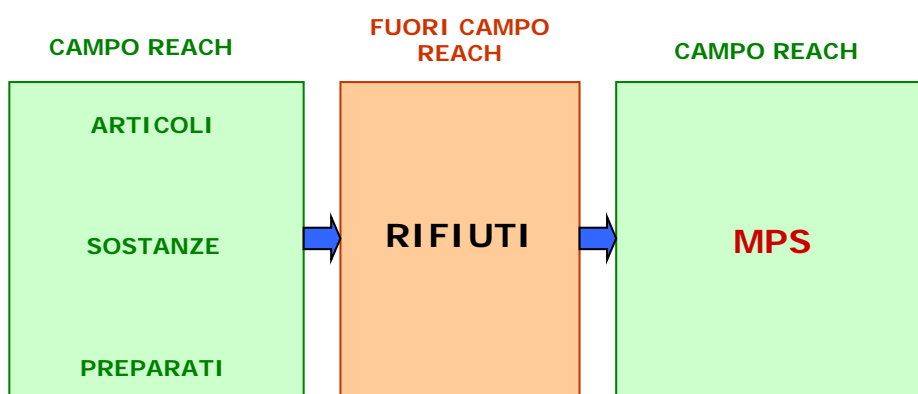 CAMPO REACH
ARTICOLI
SOSTANZE
PREPARATI
FUORI CAMPO
REACH
RIFIUTI
CAMPO REACH
MPS